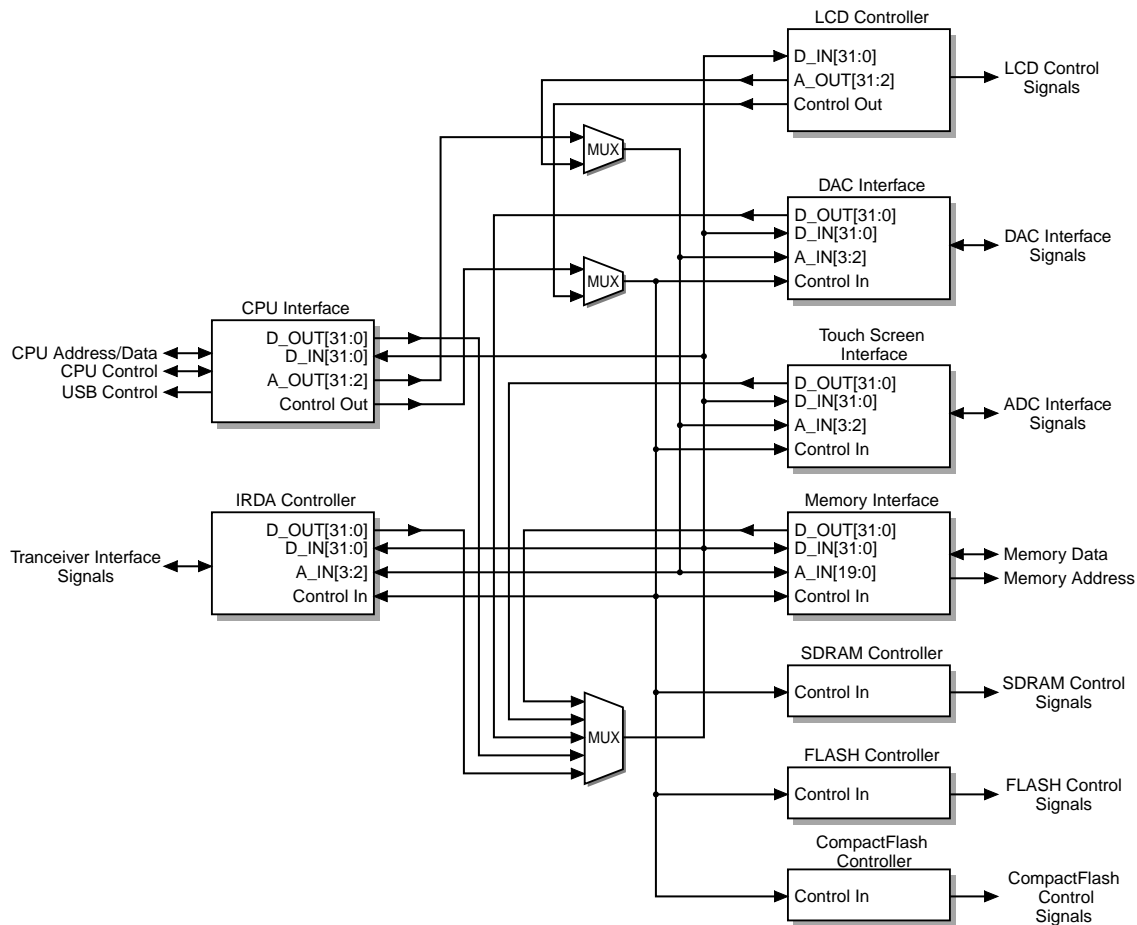 LCD Controller
D_IN[31:0]
A_OUT[31:2]
Control Out
LCD Control
Signals
MUX
DAC Interface
D_OUT[31:0]
D_IN[31:0]
A_IN[3:2]
Control In
DAC Interface
Signals
MUX
CPU Interface
D_OUT[31:0]
D_IN[31:0]
A_OUT[31:2]
Control Out
CPU Address/Data
CPU Control
USB Control
Touch Screen
Interface
D_OUT[31:0]
D_IN[31:0]
A_IN[3:2]
Control In
ADC Interface
Signals
IRDA Controller
D_OUT[31:0]
D_IN[31:0]
A_IN[3:2]
Control In
Tranceiver Interface
Signals
Memory Interface
D_OUT[31:0]
D_IN[31:0]
A_IN[19:0]
Control In
Memory Data
Memory Address
MUX
SDRAM Controller
Control In
SDRAM Control
Signals
FLASH Controller
Control In
FLASH Control
Signals
CompactFlash
Controller
Control In
CompactFlash
Control
Signals